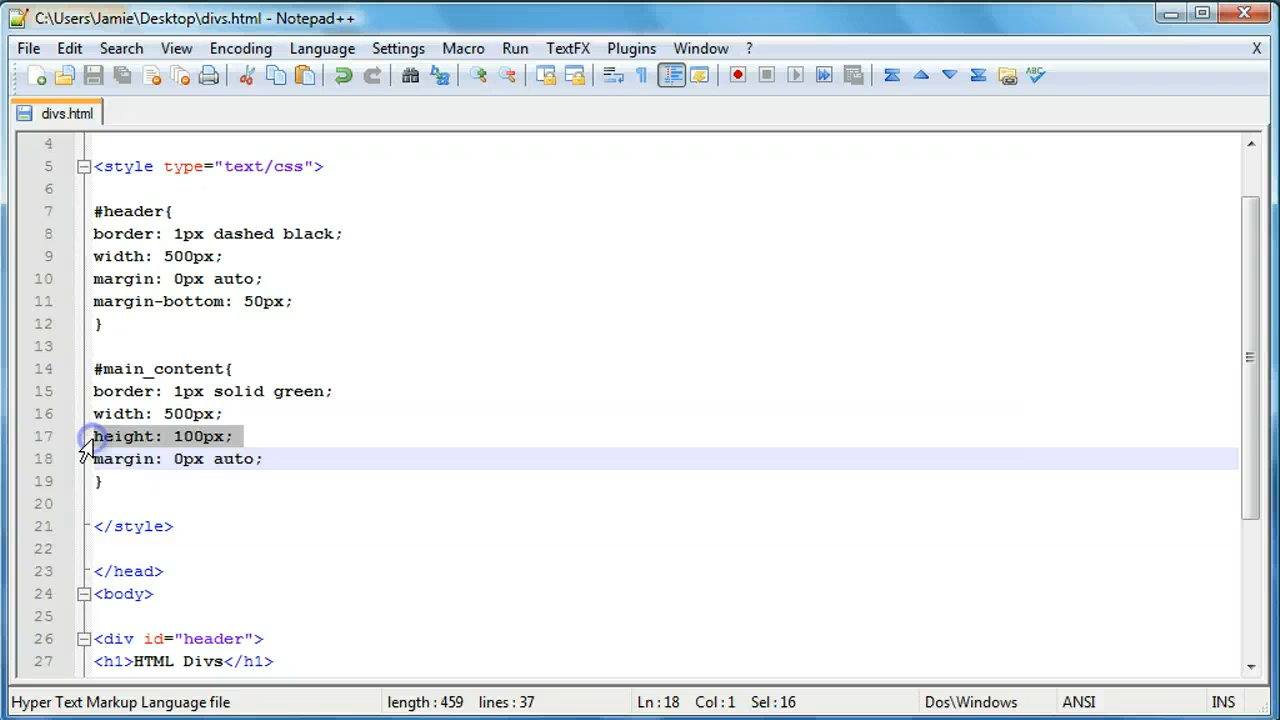 C:\Users\Jamie\Desktop\divs.html - Notepad++
File Edit Search View Encoding Language Settings Macro Run TextFX Plugins Window ? X
divs.html
4
5 <style type="text/css">
6
7 #header{
8 border: 1px dashed black;
9 width: 500px;
10 margin: 0px auto;
11 margin-bottom: 50px;
12 }
13
14 #main_content{
15 border: 1px solid green;
16 width: 500px;
17 height: 100px;
18 margin: 0px auto;
19 }
20
21 </style>
22
23 </head>
24 <body>
25
26 <div id="header">
27 <h1>HTML Divs</h1>
Hyper Text Markup Language file length : 459 lines : 37 Ln : 18 Col : 1 Sel : 16 Dos\Windows ANSI INS